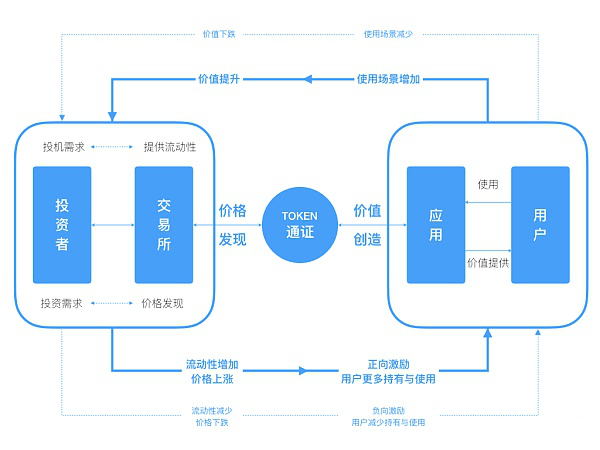 价值下跌
使用场景减少
价值提升
使用场景增加
投机需求
提供流动性
投资者
交易所
价格
发现
TOKEN
通证
价值
创造
应用
用户
使用
价值提供
投资需求
价格发现
流动性增加
价格上涨
正向激励
用户更多持有与使用
流动性减少
价格下跌
负向激励
用户减少持有与使用